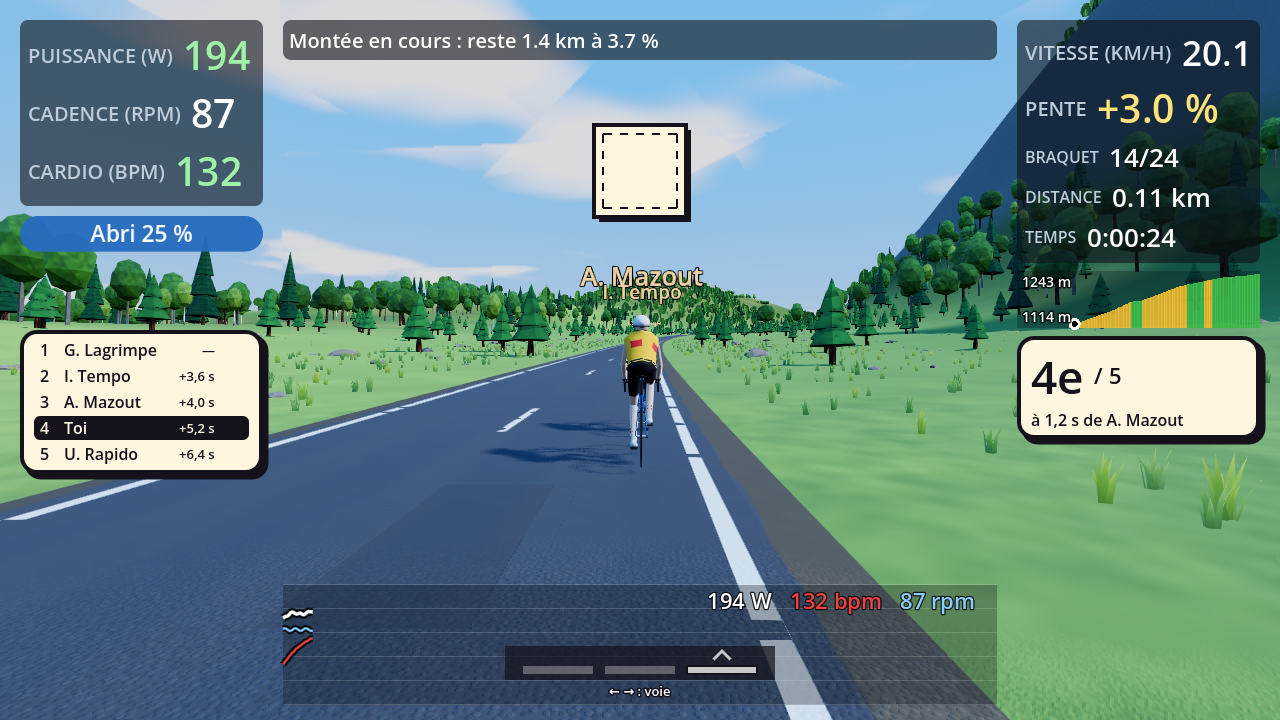 PUISSANCE (W) 194
CADENCE (RPM) 87
CARDIO (BPM) 132
Abri 25 %
Montée en cours : reste 1.4 km à 3.7 %
VITESSE (KM/H) 20.1
PENTE +3.0 %
BRAQUET 14/24
DISTANCE 0.11 km
TEMPS 0:00:24
1243 m
1114 m
A. Mazout
I. Tempo
1 G. Lagrimpe —
2 I. Tempo +3,6 s
3 A. Mazout +4,0 s
4 Toi +5,2 s
5 U. Rapido +6,4 s
4e / 5
à 1,2 s de A. Mazout
194 W 132 bpm 87 rpm
← → : voie